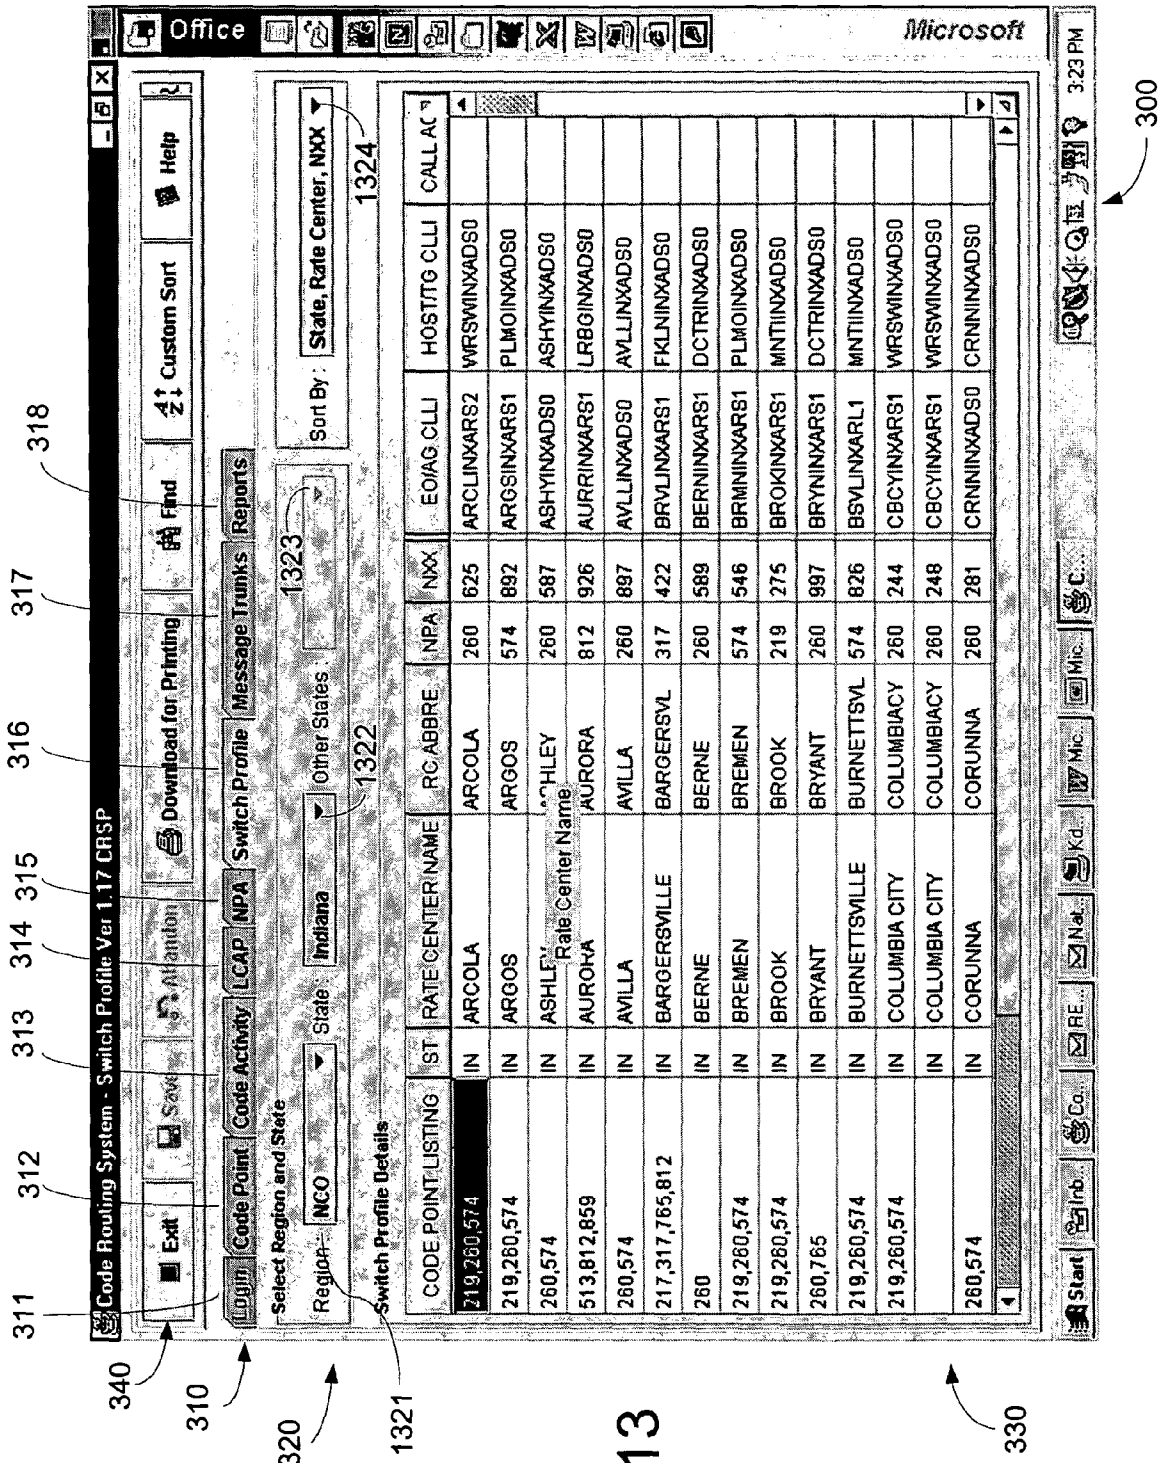 311
312
313
314
315
316
317
318
340
310
320
1321
1322
1323
1324
330
300
13
Code Routing System - Switch Profile Ver 1.17 CRSP
Exit Save Abandon Download for Printing Find Custom Sort Help
Login Code Point Code Activity LCAP NPA Switch Profile Message Trunks Reports
Select Region and State
Region: NCO State: Indiana Other States: Sort By: State, Rate Center, NXX
Switch Profile Details
CODE POINT LISTING ST RATE CENTER NAME RC ABBRE. NPA NXX EO/AG CLLI HOST/TG CLLI CALL AC
219,260,574 IN ARCOLA ARCOLA 260 625 ARCLINXARS2 WRSWINXADS0
219,260,574 IN ARGOS ARGOS 574 892 ARGSINXARS1 PLMOINXADS0
260,574 IN ASHLEY 260 587 ASHYINXADS0 ASHYINXADS0
Rate Center Name
513,812,859 IN AURORA AURORA 812 926 AURRINXARS1 LRBGINXADS0
260,574 IN AVILLA AVILLA 260 897 AVLLINXADS0 AVLLINXADS0
217,317,765,812 IN BARGERSVILLE BARGERSVL 317 422 BRVLINXARS1 FKLNINXADS0
260 IN BERNE BERNE 260 589 BERNINXARS1 DCTRINXADS0
219,260,574 IN BREMEN BREMEN 574 546 BRMNINXARS1 PLMOINXADS0
219,260,574 IN BROOK BROOK 219 275 BROKINXARS1 MNTIINXADS0
260,765 IN BRYANT BRYANT 260 997 BRYNINXARS1 DCTRINXADS0
219,260,574 IN BURNETTSVILLE BURNETTSVL 574 826 BSVLINXARL1 MNTIINXADS0
219,260,574 IN COLUMBIA CITY COLUMBIACY 260 244 CBCYINXARS1 WRSWINXADS0
IN COLUMBIA CITY COLUMBIACY 260 248 CBCYINXARS1 WRSWINXADS0
260,574 IN CORUNNA CORUNNA 260 281 CRNNINXADS0 CRNNINXADS0
Start Inb... Co... RE... Nat... Kd... Mic... Mic... C... 3:23 PM
Office
Microsoft